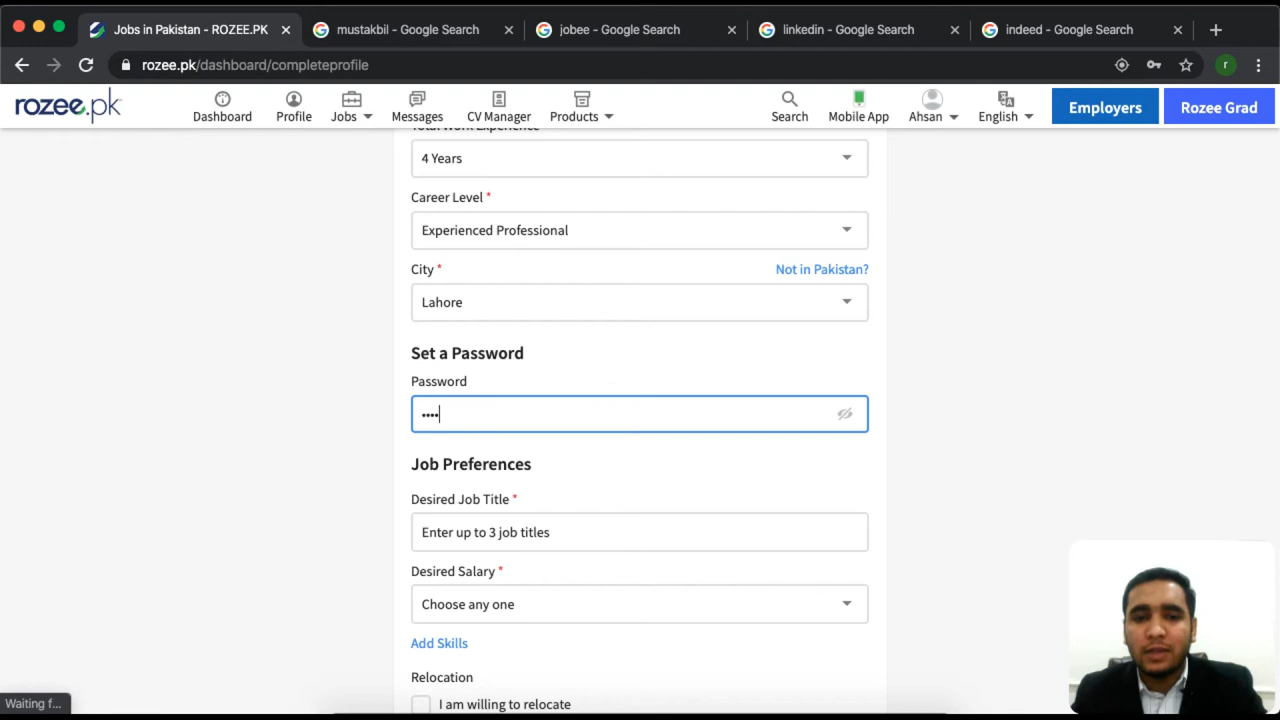 Jobs in Pakistan - ROZEE.PK
mustakbil - Google Search
jobee - Google Search
linkedin - Google Search
indeed - Google Search
rozee.pk/dashboard/completeprofile
r
rozee.pk
Dashboard
Profile
Jobs
Messages
CV Manager
Products
Search
Mobile App
Ahsan
English
Employers
Rozee Grad
Total Work Experience
4 Years
Career Level *
Experienced Professional
City *
Not in Pakistan?
Lahore
Set a Password
Password
••••
Job Preferences
Desired Job Title *
Enter up to 3 job titles
Desired Salary *
Choose any one
Add Skills
Relocation
I am willing to relocate
Waiting f...